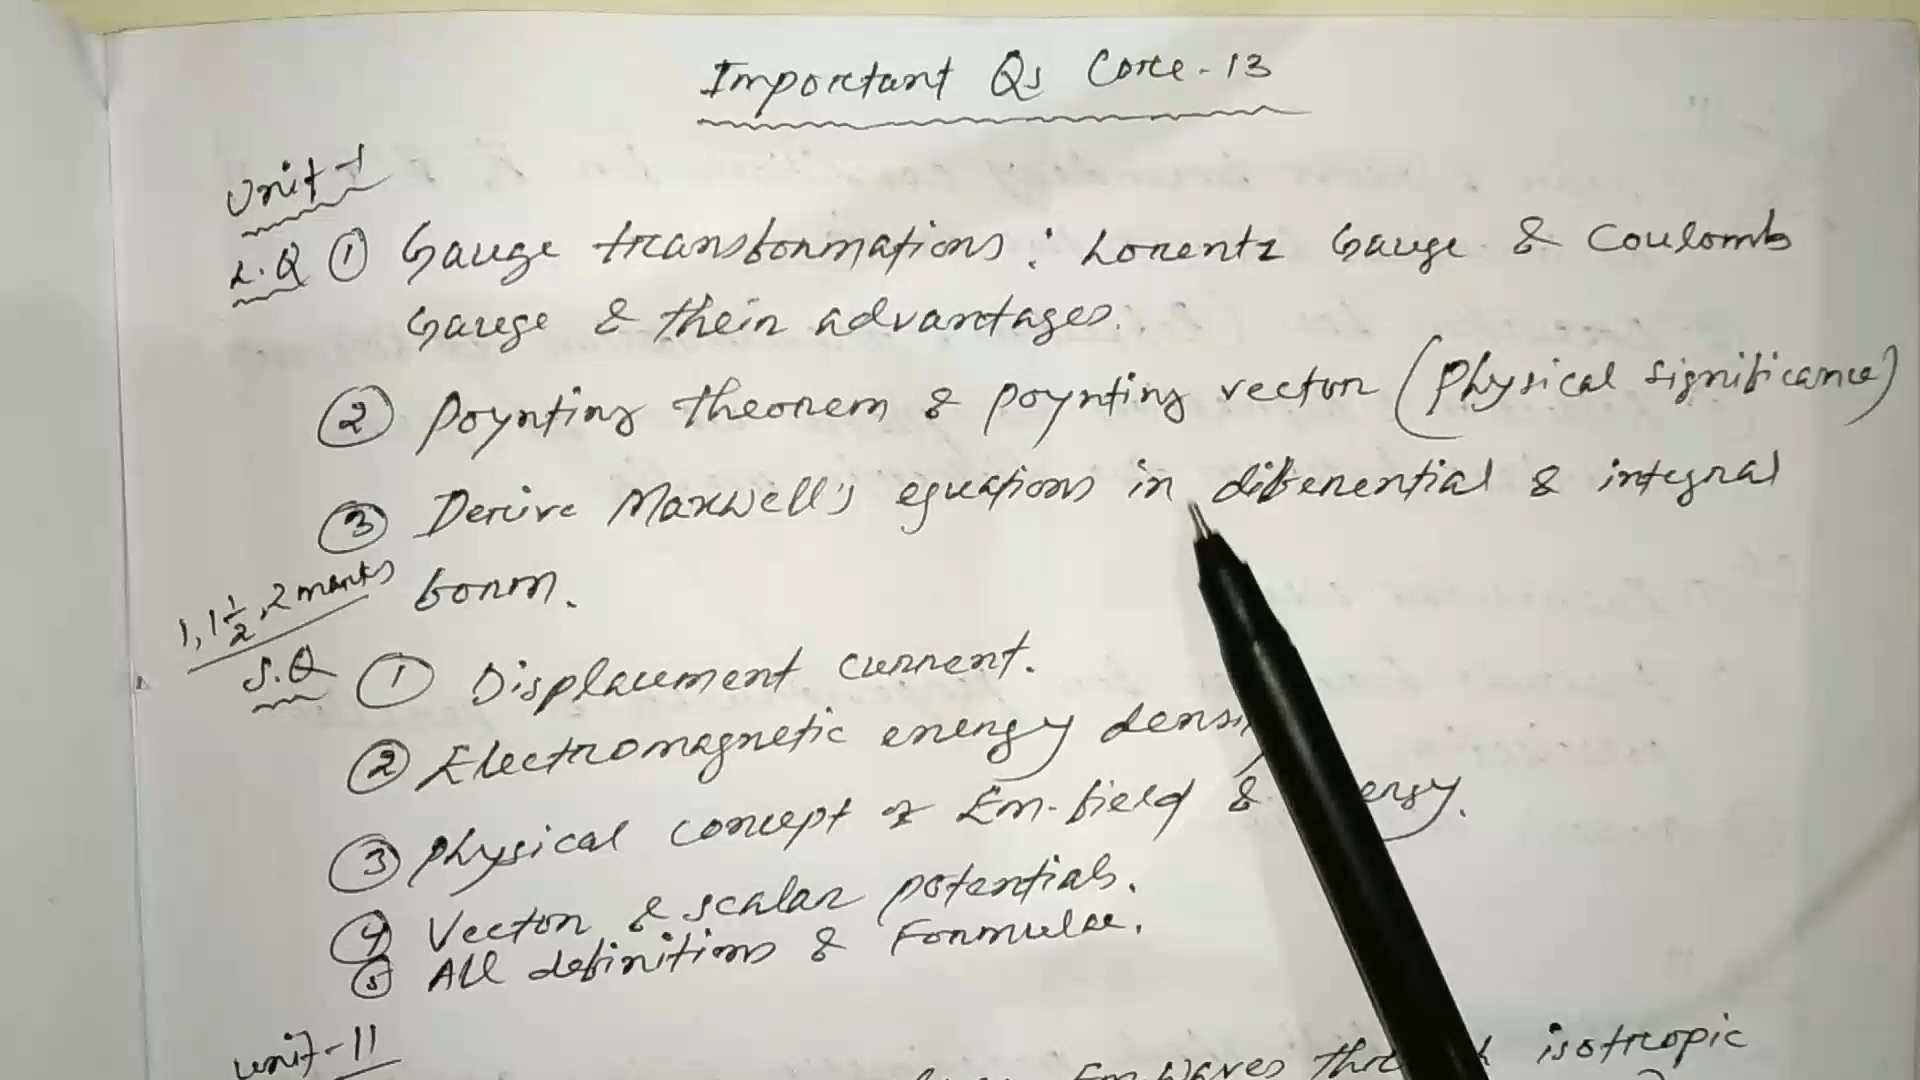 Important Qs Core-13
Unit-I
L.Q ① Gauge transformations : Lorentz Gauge & Coulomb
Gauge & their advantages.
② Poynting theorem & poynting vector (physical significance)
③ Derive Maxwell's equations in differential & integral
form.
1, 1½, 2 marks
S.Q ① Displacement current.
② Electromagnetic energy
③ Physical concept of Em-field &
④ Vector & scalar potentials.
⑤ All definitions & Formulae.
Unit-II
Em waves isotropic